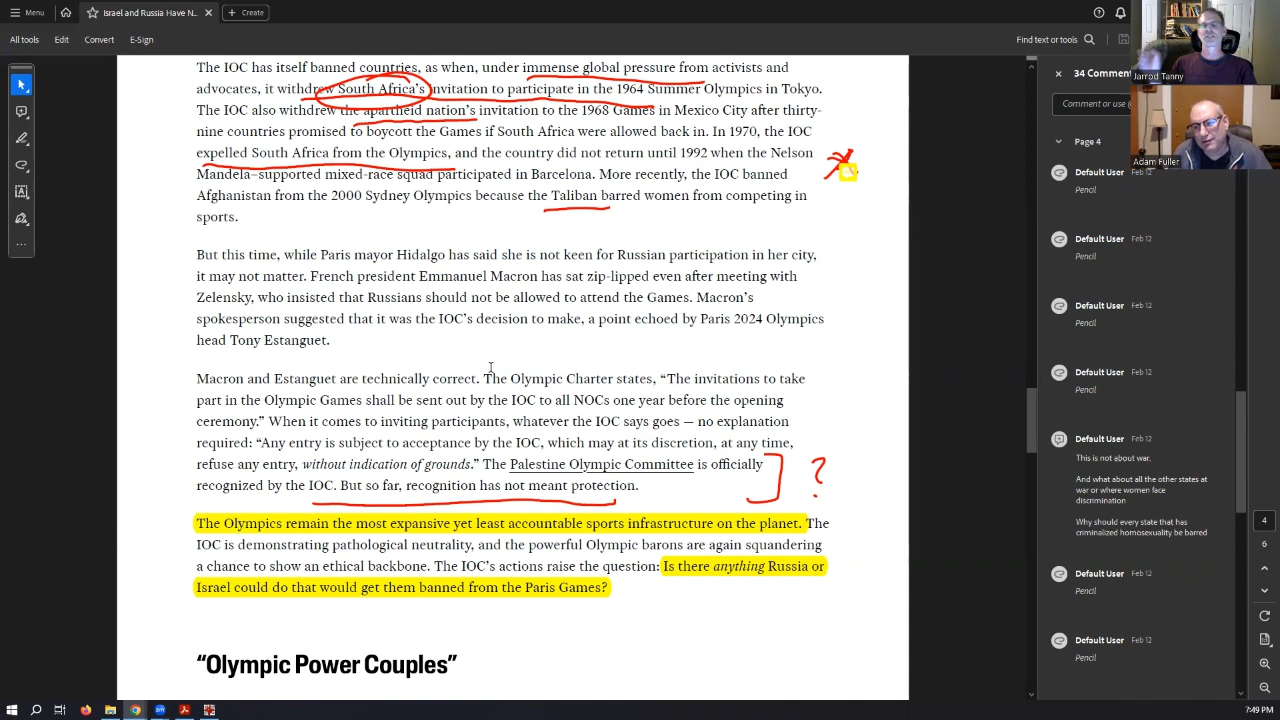 Menu
Israel and Russia Have N...
Create
All tools
Edit
Convert
E-Sign
Find text or tools
The IOC has itself banned countries, as when, under immense global pressure from activists and
advocates, it withdrew South Africa's invitation to participate in the 1964 Summer Olympics in Tokyo.
The IOC also withdrew the apartheid nation's invitation to the 1968 Games in Mexico City after thirty-
nine countries promised to boycott the Games if South Africa were allowed back in. In 1970, the IOC
expelled South Africa from the Olympics, and the country did not return until 1992 when the Nelson
Mandela–supported mixed-race squad participated in Barcelona. More recently, the IOC banned
Afghanistan from the 2000 Sydney Olympics because the Taliban barred women from competing in
sports.
But this time, while Paris mayor Hidalgo has said she is not keen for Russian participation in her city,
it may not matter. French president Emmanuel Macron has sat zip-lipped even after meeting with
Zelensky, who insisted that Russians should not be allowed to attend the Games. Macron's
spokesperson suggested that it was the IOC's decision to make, a point echoed by Paris 2024 Olympics
head Tony Estanguet.
Macron and Estanguet are technically correct. The Olympic Charter states, “The invitations to take
part in the Olympic Games shall be sent out by the IOC to all NOCs one year before the opening
ceremony.” When it comes to inviting participants, whatever the IOC says goes — no explanation
required: “Any entry is subject to acceptance by the IOC, which may at its discretion, at any time,
refuse any entry, without indication of grounds.” The Palestine Olympic Committee is officially
recognized by the IOC. But so far, recognition has not meant protection.
?
The Olympics remain the most expansive yet least accountable sports infrastructure on the planet. The
IOC is demonstrating pathological neutrality, and the powerful Olympic barons are again squandering
a chance to show an ethical backbone. The IOC's actions raise the question: Is there anything Russia or
Israel could do that would get them banned from the Paris Games?
“Olympic Power Couples”
34 Comment
Comment or use
Page 4
Default User Feb 12
Pencil
Default User Feb 12
Pencil
Default User Feb 12
Pencil
Default User Feb 12
Pencil
Default User Feb 12
This is not about war.
And what about all the other states at
war or where women face
discrimination
Why should every state that has
criminalized homosexuality be barred
Default User Feb 12
Pencil
Default User Feb 12
Pencil
4
6
Jarrod Tanny
Adam Fuller
7:49 PM